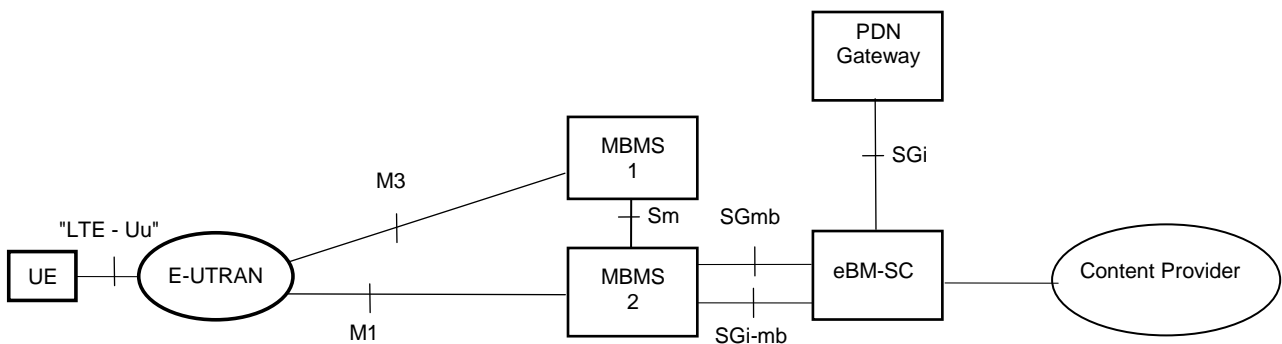 PDN
Gateway
SGi
MBMS
1
M3
Sm
SGmb
"LTE - Uu"
UE
E-UTRAN
MBMS
2
eBM-SC
Content Provider
M1
SGi-mb